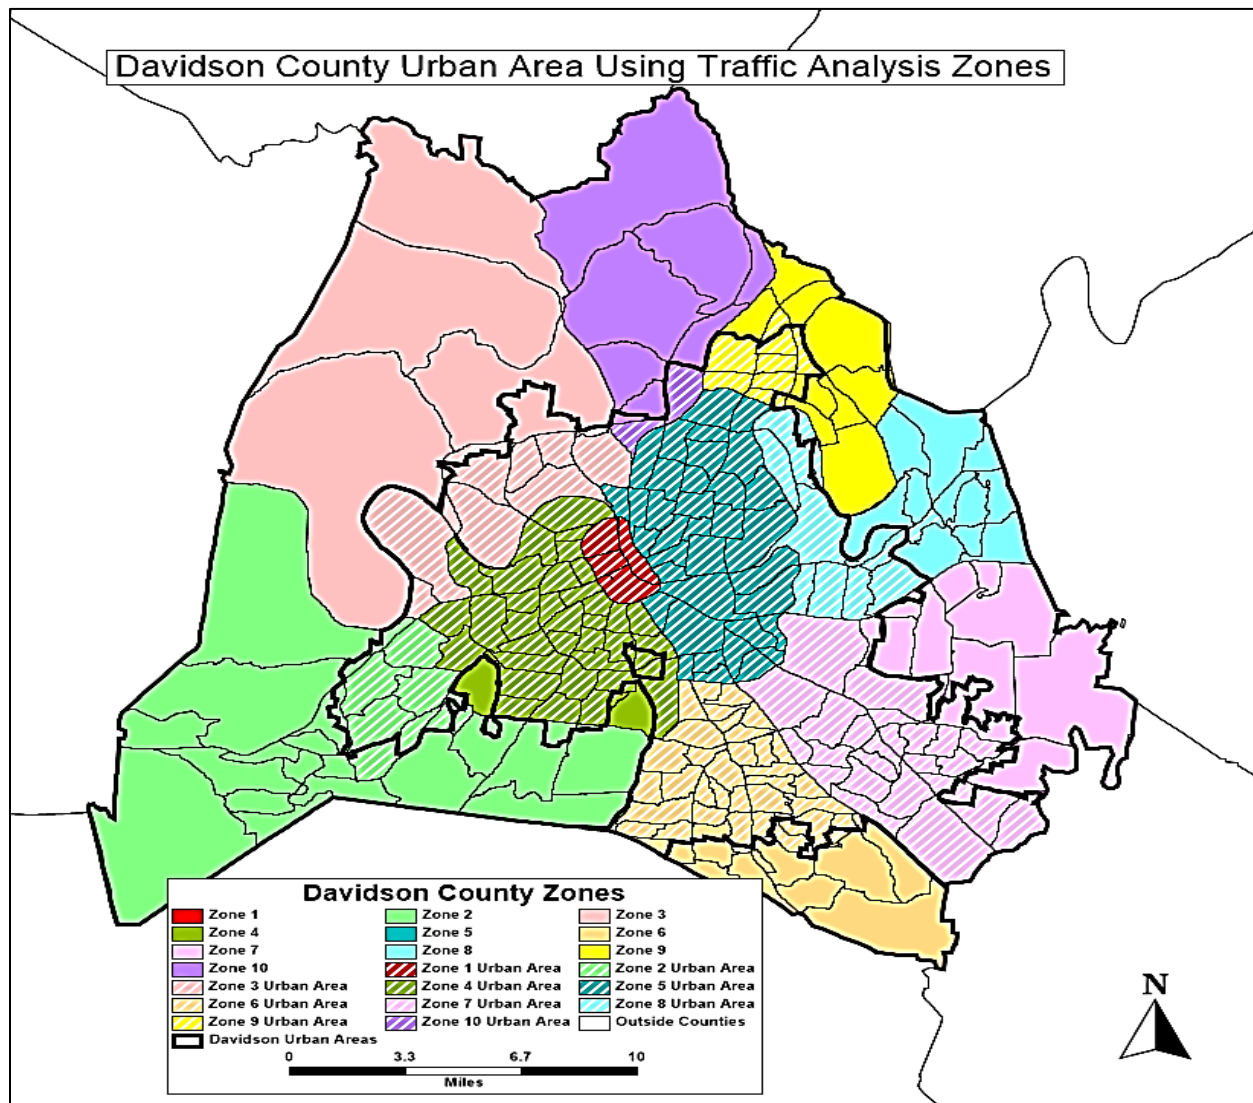 Davidson County Urban Area Using Traffic Analysis Zones
Davidson County Zones
Zone 1 Zone 2 Zone 3
Zone 4 Zone 5 Zone 6
Zone 7 Zone 8 Zone 9
Zone 10 Zone 1 Urban Area Zone 2 Urban Area
Zone 3 Urban Area Zone 4 Urban Area Zone 5 Urban Area
Zone 6 Urban Area Zone 7 Urban Area Zone 8 Urban Area
Zone 9 Urban Area Zone 10 Urban Area Outside Counties
Davidson Urban Areas
0 3.3 6.7 10
Miles
N